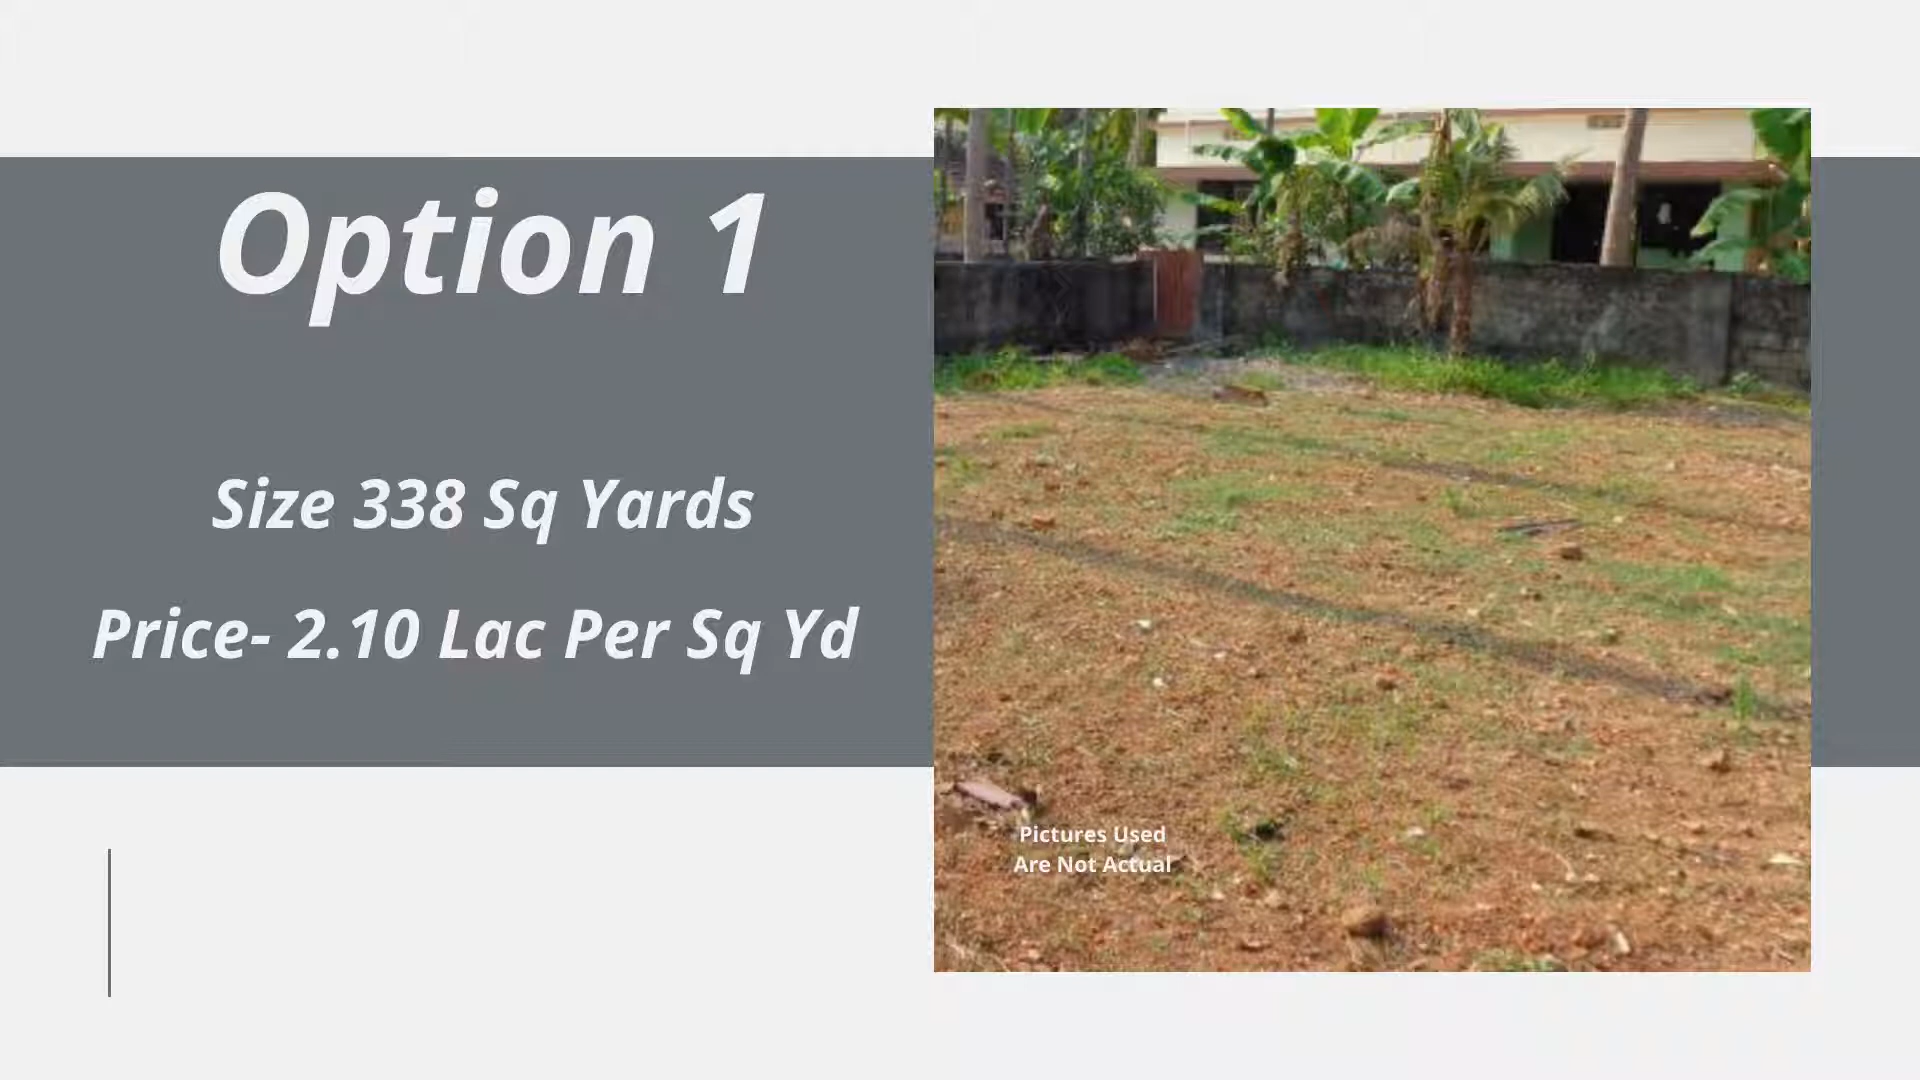 Option 1
Size 338 Sq Yards
Price- 2.10 Lac Per Sq Yd
Pictures Used
Are Not Actual